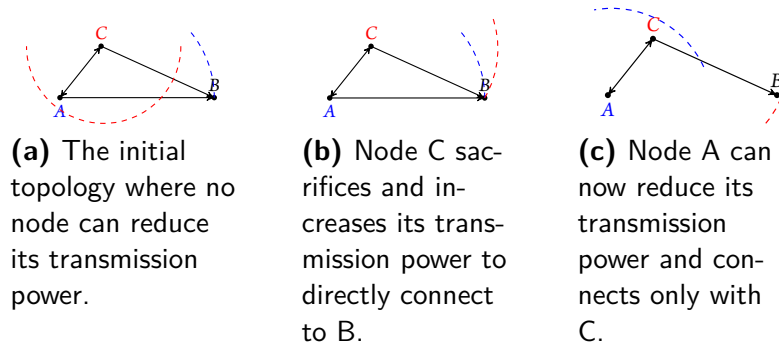 C
B
A
C
B
A
C
B
A
(a) The initial
topology where no
node can reduce
its transmission
power.
(b) Node C sac-
rifices and in-
creases its trans-
mission power to
directly connect
to B.
(c) Node A can
now reduce its
transmission
power and con-
nects only with
C.